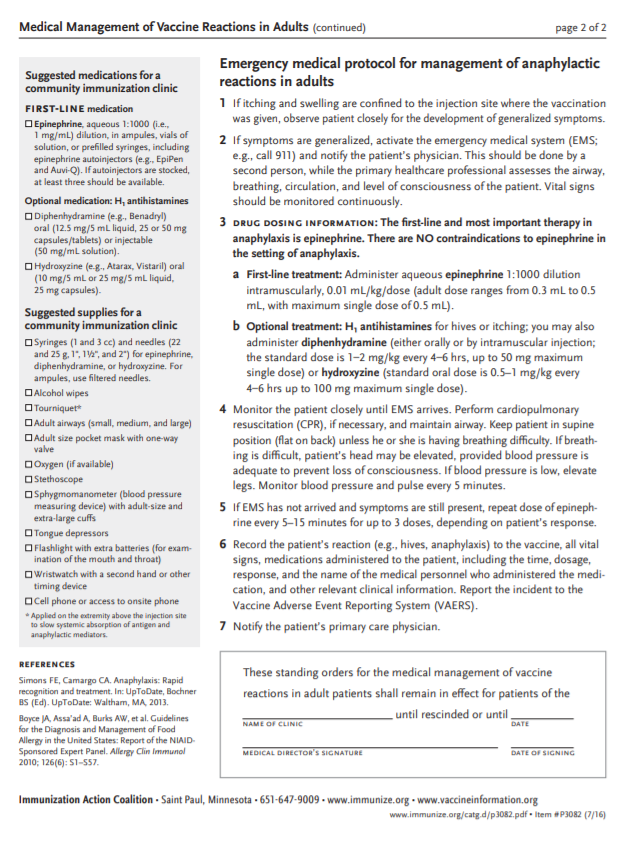 Medical Management of Vaccine Reactions in Adults (continued) page 2 of 2
Suggested medications for a
community immunization clinic
FIRST-LINE medication
☐ Epinephrine, aqueous 1:1000 (i.e.,
1 mg/mL) dilution, in ampules, vials of
solution, or prefilled syringes, including
epinephrine autoinjectors (e.g., EpiPen
and Auvi-Q). If autoinjectors are stocked,
at least three should be available.
Optional medication: H₁ antihistamines
☐ Diphenhydramine (e.g., Benadryl)
oral (12.5 mg/5 mL liquid, 25 or 50 mg
capsules/tablets) or injectable
(50 mg/mL solution).
☐ Hydroxyzine (e.g., Atarax, Vistaril) oral
(10 mg/5 mL or 25 mg/5 mL liquid,
25 mg capsules).
Suggested supplies for a
community immunization clinic
☐ Syringes (1 and 3 cc) and needles (22
and 25 g, 1", 1½", and 2") for epinephrine,
diphenhydramine, or hydroxyzine. For
ampules, use filtered needles.
☐ Alcohol wipes
☐ Tourniquet*
☐ Adult airways (small, medium, and large)
☐ Adult size pocket mask with one-way
valve
☐ Oxygen (if available)
☐ Stethoscope
☐ Sphygmomanometer (blood pressure
measuring device) with adult-size and
extra-large cuffs
☐ Tongue depressors
☐ Flashlight with extra batteries (for exam-
ination of the mouth and throat)
☐ Wristwatch with a second hand or other
timing device
☐ Cell phone or access to onsite phone
* Applied on the extremity above the injection site
to slow systemic absorption of antigen and
anaphylactic mediators.
REFERENCES
Simons FE, Camargo CA. Anaphylaxis: Rapid
recognition and treatment. In: UpToDate, Bochner
BS (Ed). UpToDate: Waltham, MA, 2013.
Boyce JA, Assa'ad A, Burks AW, et al. Guidelines
for the Diagnosis and Management of Food
Allergy in the United States: Report of the NIAID-
Sponsored Expert Panel. Allergy Clin Immunol
2010; 126(6): S1–S57.
Emergency medical protocol for management of anaphylactic
reactions in adults
1 If itching and swelling are confined to the injection site where the vaccination
was given, observe patient closely for the development of generalized symptoms.
2 If symptoms are generalized, activate the emergency medical system (EMS;
e.g., call 911) and notify the patient's physician. This should be done by a
second person, while the primary healthcare professional assesses the airway,
breathing, circulation, and level of consciousness of the patient. Vital signs
should be monitored continuously.
3 DRUG DOSING INFORMATION: The first-line and most important therapy in
anaphylaxis is epinephrine. There are NO contraindications to epinephrine in
the setting of anaphylaxis.
a First-line treatment: Administer aqueous epinephrine 1:1000 dilution
intramuscularly, 0.01 mL/kg/dose (adult dose ranges from 0.3 mL to 0.5
mL, with maximum single dose of 0.5 mL).
b Optional treatment: H₁ antihistamines for hives or itching; you may also
administer diphenhydramine (either orally or by intramuscular injection;
the standard dose is 1–2 mg/kg every 4–6 hrs, up to 50 mg maximum
single dose) or hydroxyzine (standard oral dose is 0.5–1 mg/kg every
4–6 hrs up to 100 mg maximum single dose).
4 Monitor the patient closely until EMS arrives. Perform cardiopulmonary
resuscitation (CPR), if necessary, and maintain airway. Keep patient in supine
position (flat on back) unless he or she is having breathing difficulty. If breath-
ing is difficult, patient's head may be elevated, provided blood pressure is
adequate to prevent loss of consciousness. If blood pressure is low, elevate
legs. Monitor blood pressure and pulse every 5 minutes.
5 If EMS has not arrived and symptoms are still present, repeat dose of epineph-
rine every 5–15 minutes for up to 3 doses, depending on patient's response.
6 Record the patient's reaction (e.g., hives, anaphylaxis) to the vaccine, all vital
signs, medications administered to the patient, including the time, dosage,
response, and the name of the medical personnel who administered the medi-
cation, and other relevant clinical information. Report the incident to the
Vaccine Adverse Event Reporting System (VAERS).
7 Notify the patient's primary care physician.
These standing orders for the medical management of vaccine
reactions in adult patients shall remain in effect for patients of the
until rescinded or until
NAME OF CLINIC DATE
MEDICAL DIRECTOR'S SIGNATURE DATE OF SIGNING
Immunization Action Coalition • Saint Paul, Minnesota • 651-647-9009 • www.immunize.org • www.vaccineinformation.org
www.immunize.org/catg.d/p3082.pdf • Item #P3082 (7/16)